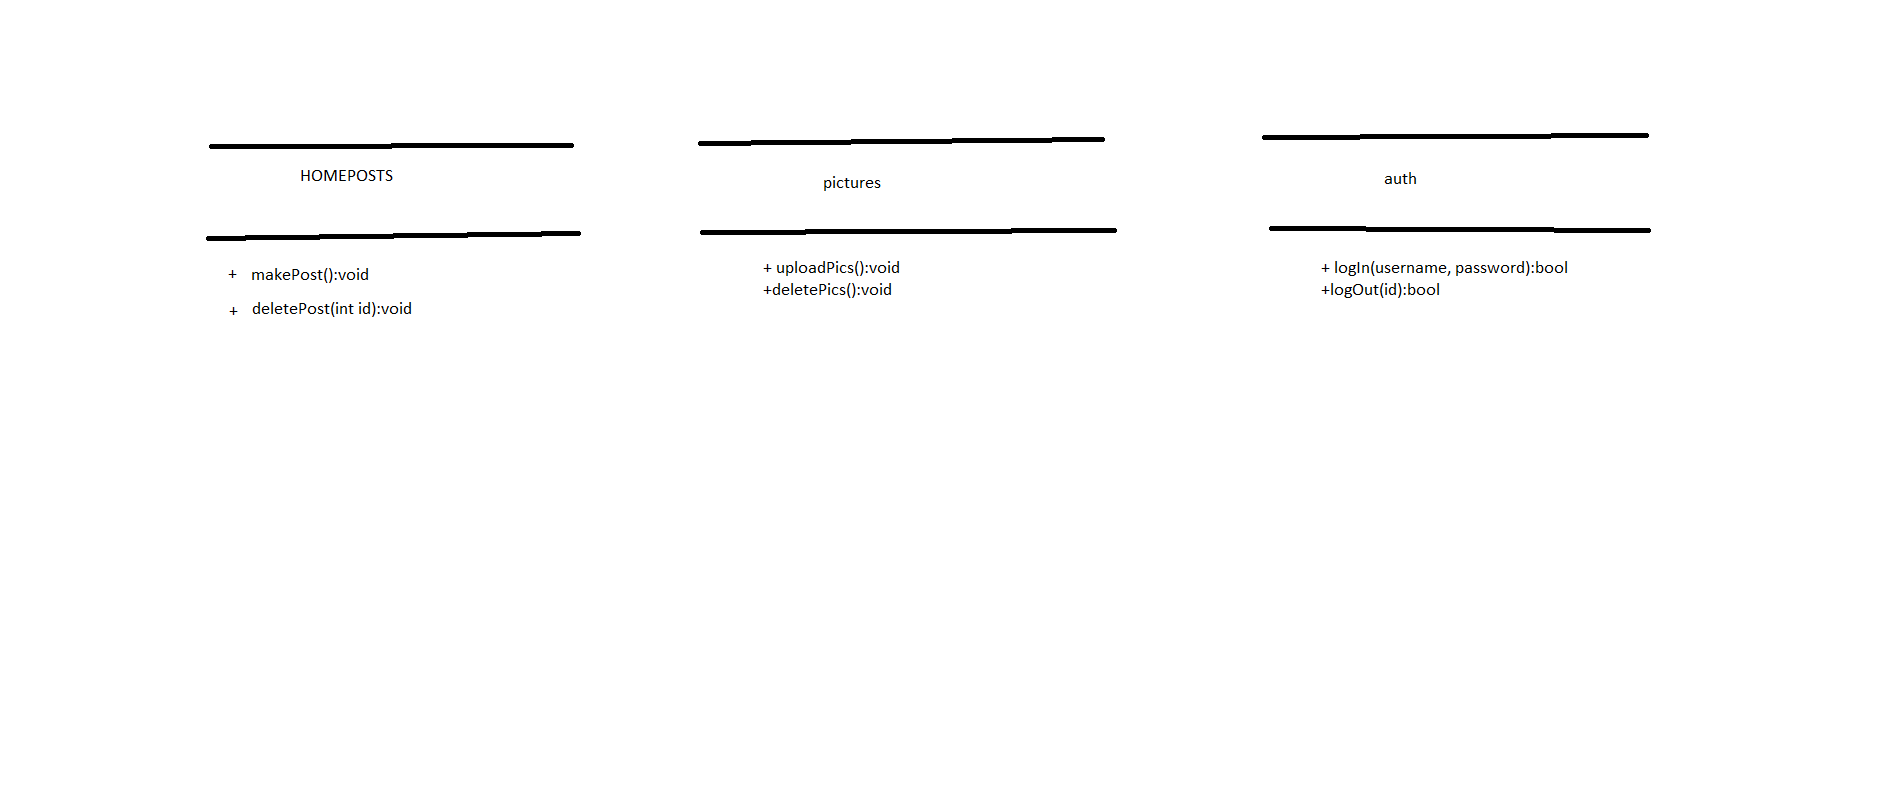 HOMEPOSTS
+ makePost():void
+ deletePost(int id):void
pictures
+ uploadPics():void
+deletePics():void
auth
+ logIn(username, password):bool
+logOut(id):bool